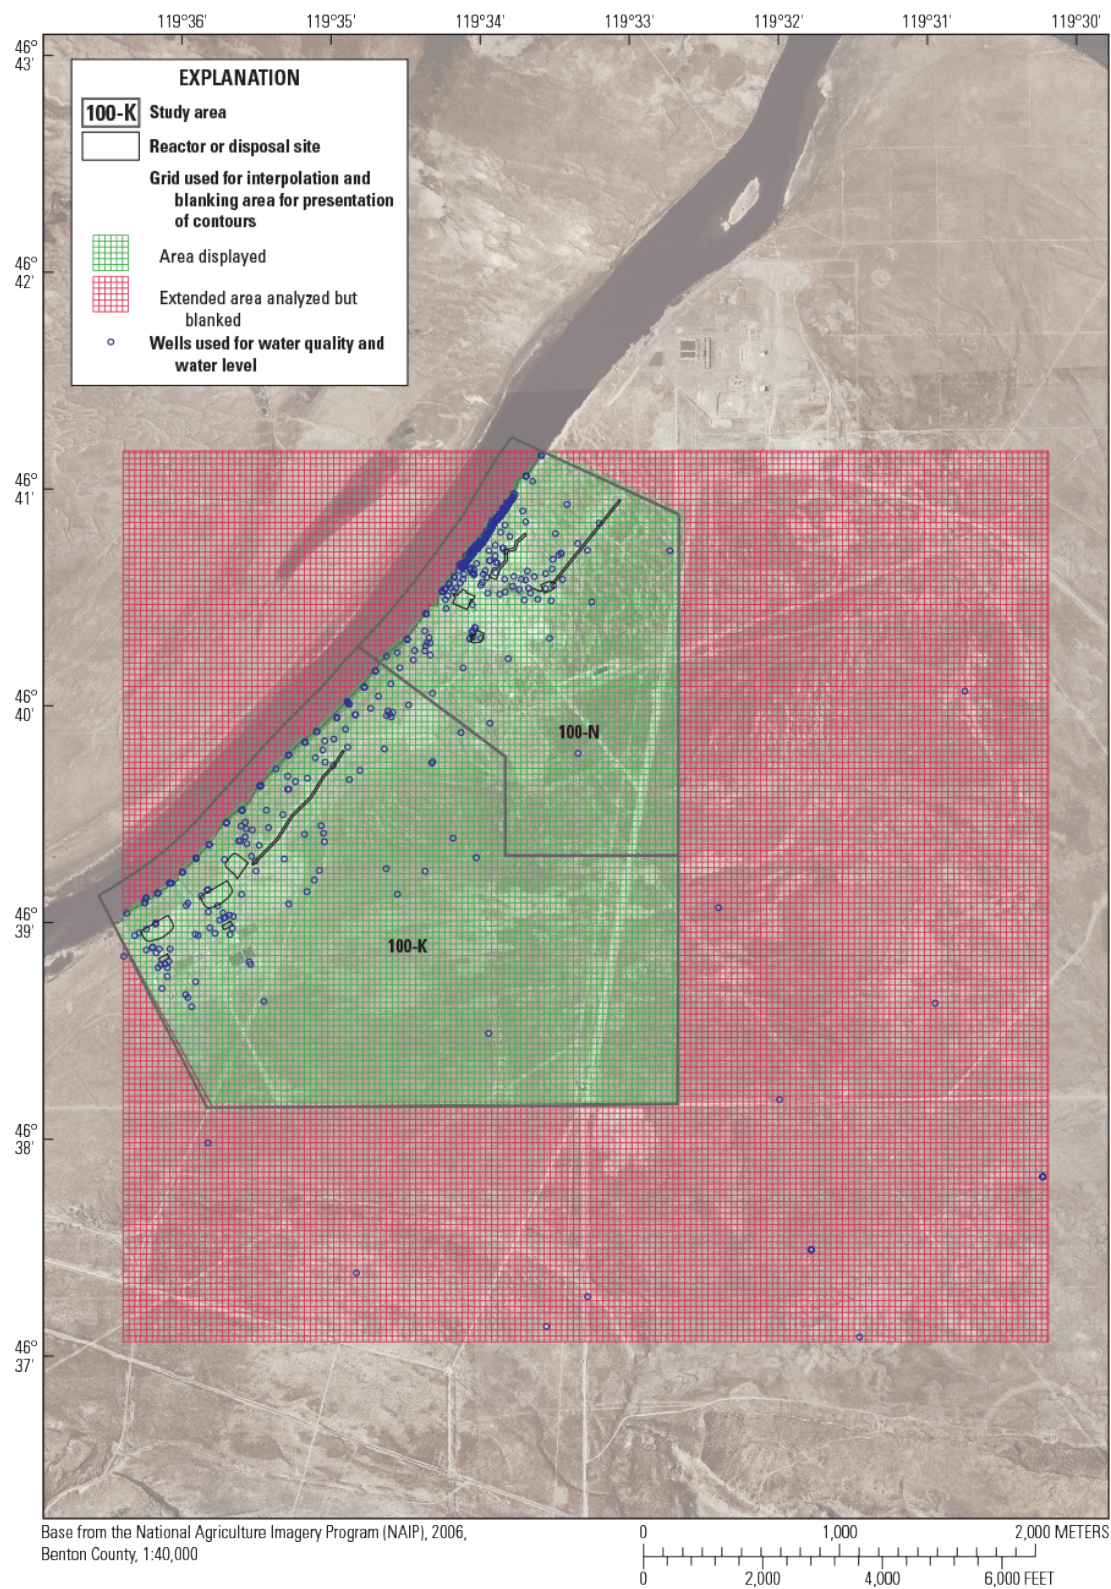 119°36' 119°35' 119°34' 119°33' 119°32' 119°31' 119°30'
46°
43'
EXPLANATION
100-K Study area
Reactor or disposal site
Grid used for interpolation and
blanking area for presentation
of contours
Area displayed
Extended area analyzed but
blanked
Wells used for water quality and
water level
46°
42'
46°
41'
46°
40'
100-N
46°
39'
100-K
46°
38'
46°
37'
Base from the National Agriculture Imagery Program (NAIP), 2006,
Benton County, 1:40,000
0 1,000 2,000 METERS
0 2,000 4,000 6,000 FEET